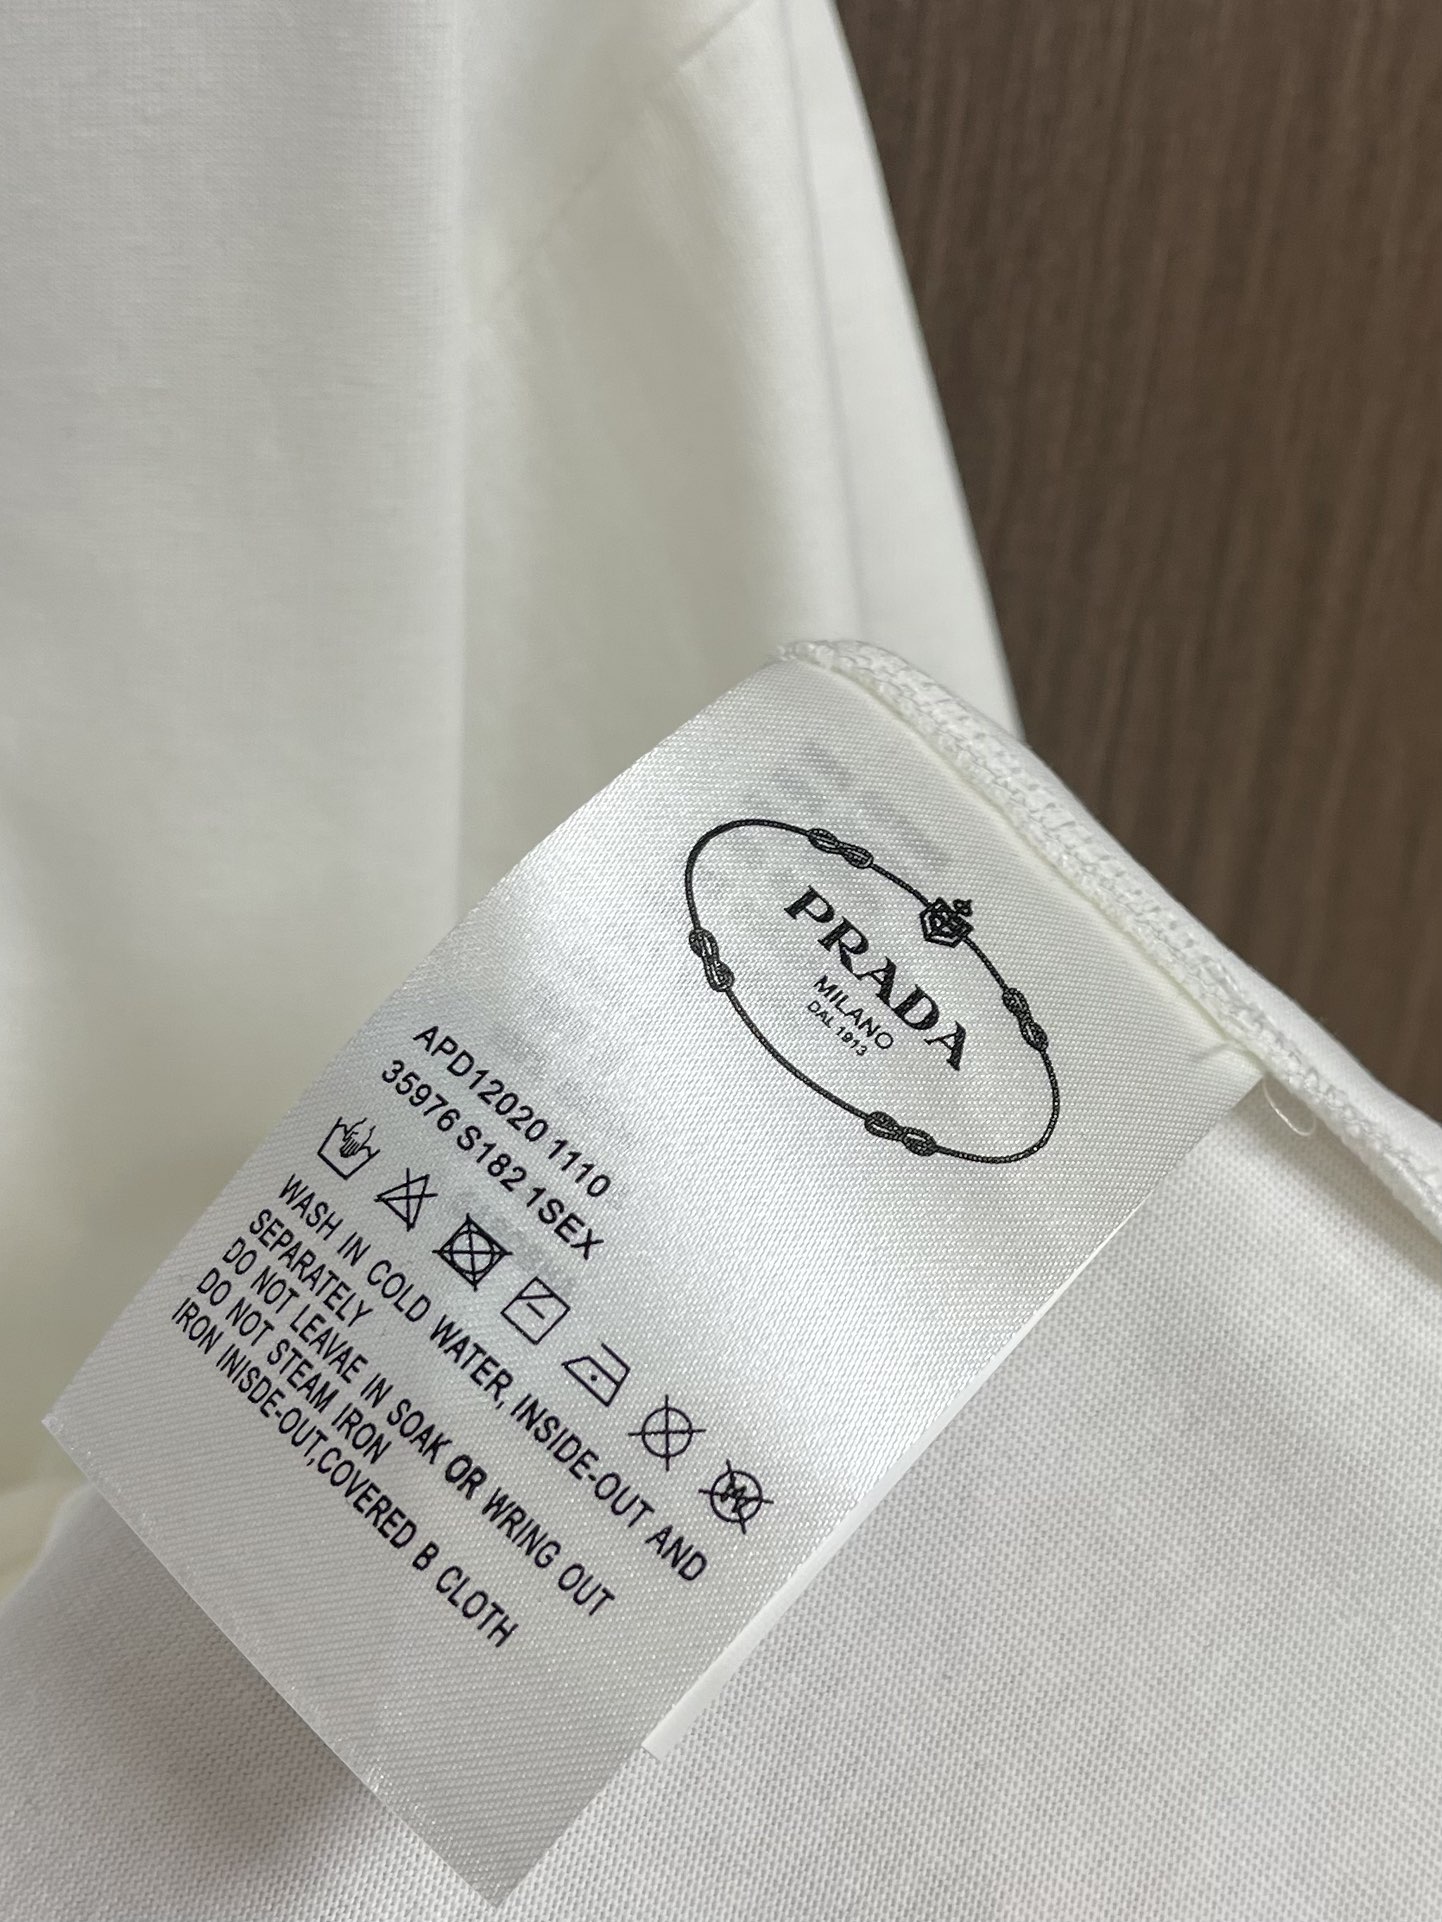 PRADA
MILANO
DAL 1913
APD12020 1110
35976 S182 1SEX
WASH IN COLD WATER, INSIDE-OUT AND
SEPARATELY
DO NOT LEAVAE IN SOAK OR WRING OUT
DO NOT STEAM IRON
IRON INISDE-OUT,COVERED B CLOTH